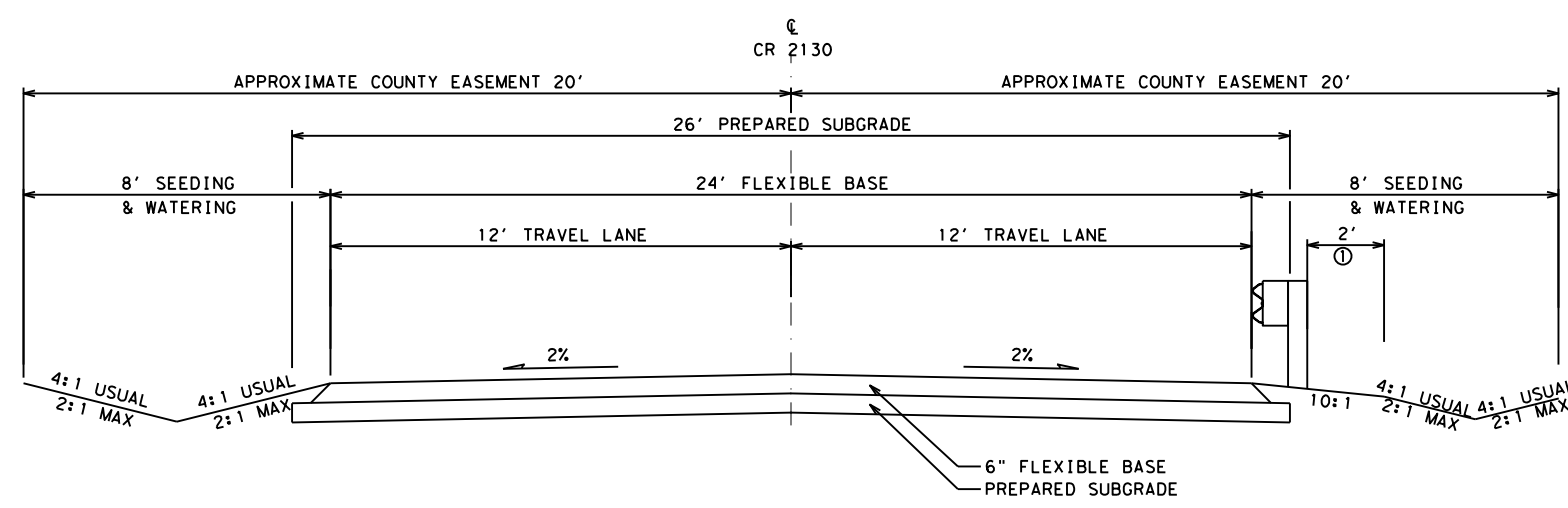 ℄
CR 2130
APPROXIMATE COUNTY EASEMENT 20'
APPROXIMATE COUNTY EASEMENT 20'
26' PREPARED SUBGRADE
8' SEEDING
& WATERING
24' FLEXIBLE BASE
8' SEEDING
& WATERING
12' TRAVEL LANE
12' TRAVEL LANE
2'
①
2%
2%
4:1 USUAL
2:1 MAX
4:1 USUAL
2:1 MAX
10:1
4:1 USUAL
2:1 MAX
4:1 USUAL
2:1 MAX
6" FLEXIBLE BASE
PREPARED SUBGRADE